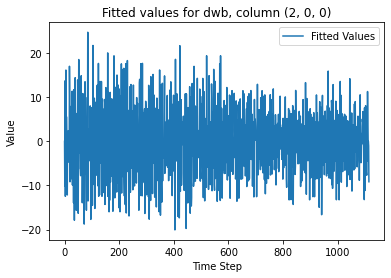 Fitted values for dwb, column (2, 0, 0)
Fitted Values
Value
20
10
0
−10
−20
0 200 400 600 800 1000
Time Step